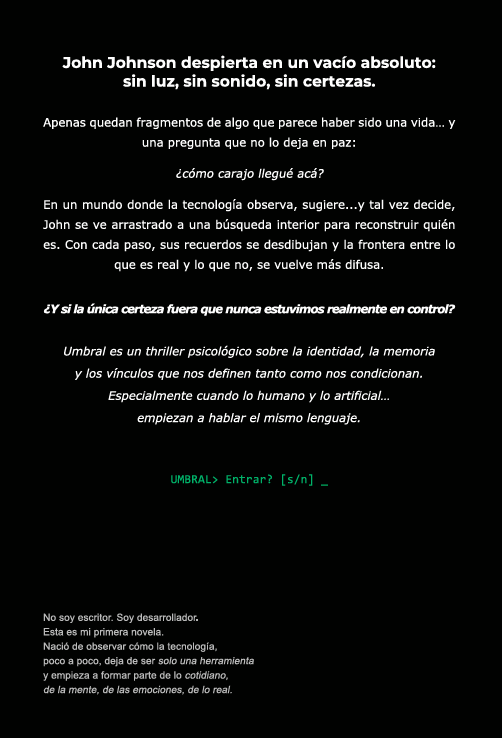 John Johnson despierta en un vacío absoluto:
sin luz, sin sonido, sin certezas.
Apenas quedan fragmentos de algo que parece haber sido una vida… y
una pregunta que no lo deja en paz:
¿cómo carajo llegué acá?
En un mundo donde la tecnología observa, sugiere...y tal vez decide,
John se ve arrastrado a una búsqueda interior para reconstruir quién
es. Con cada paso, sus recuerdos se desdibujan y la frontera entre lo
que es real y lo que no, se vuelve más difusa.
¿Y si la única certeza fuera que nunca estuvimos realmente en control?
Umbral es un thriller psicológico sobre la identidad, la memoria
y los vínculos que nos definen tanto como nos condicionan.
Especialmente cuando lo humano y lo artificial…
empiezan a hablar el mismo lenguaje.
UMBRAL> Entrar? [s/n] _
No soy escritor. Soy desarrollador.
Esta es mi primera novela.
Nació de observar cómo la tecnología,
poco a poco, deja de ser solo una herramienta
y empieza a formar parte de lo cotidiano,
de la mente, de las emociones, de lo real.